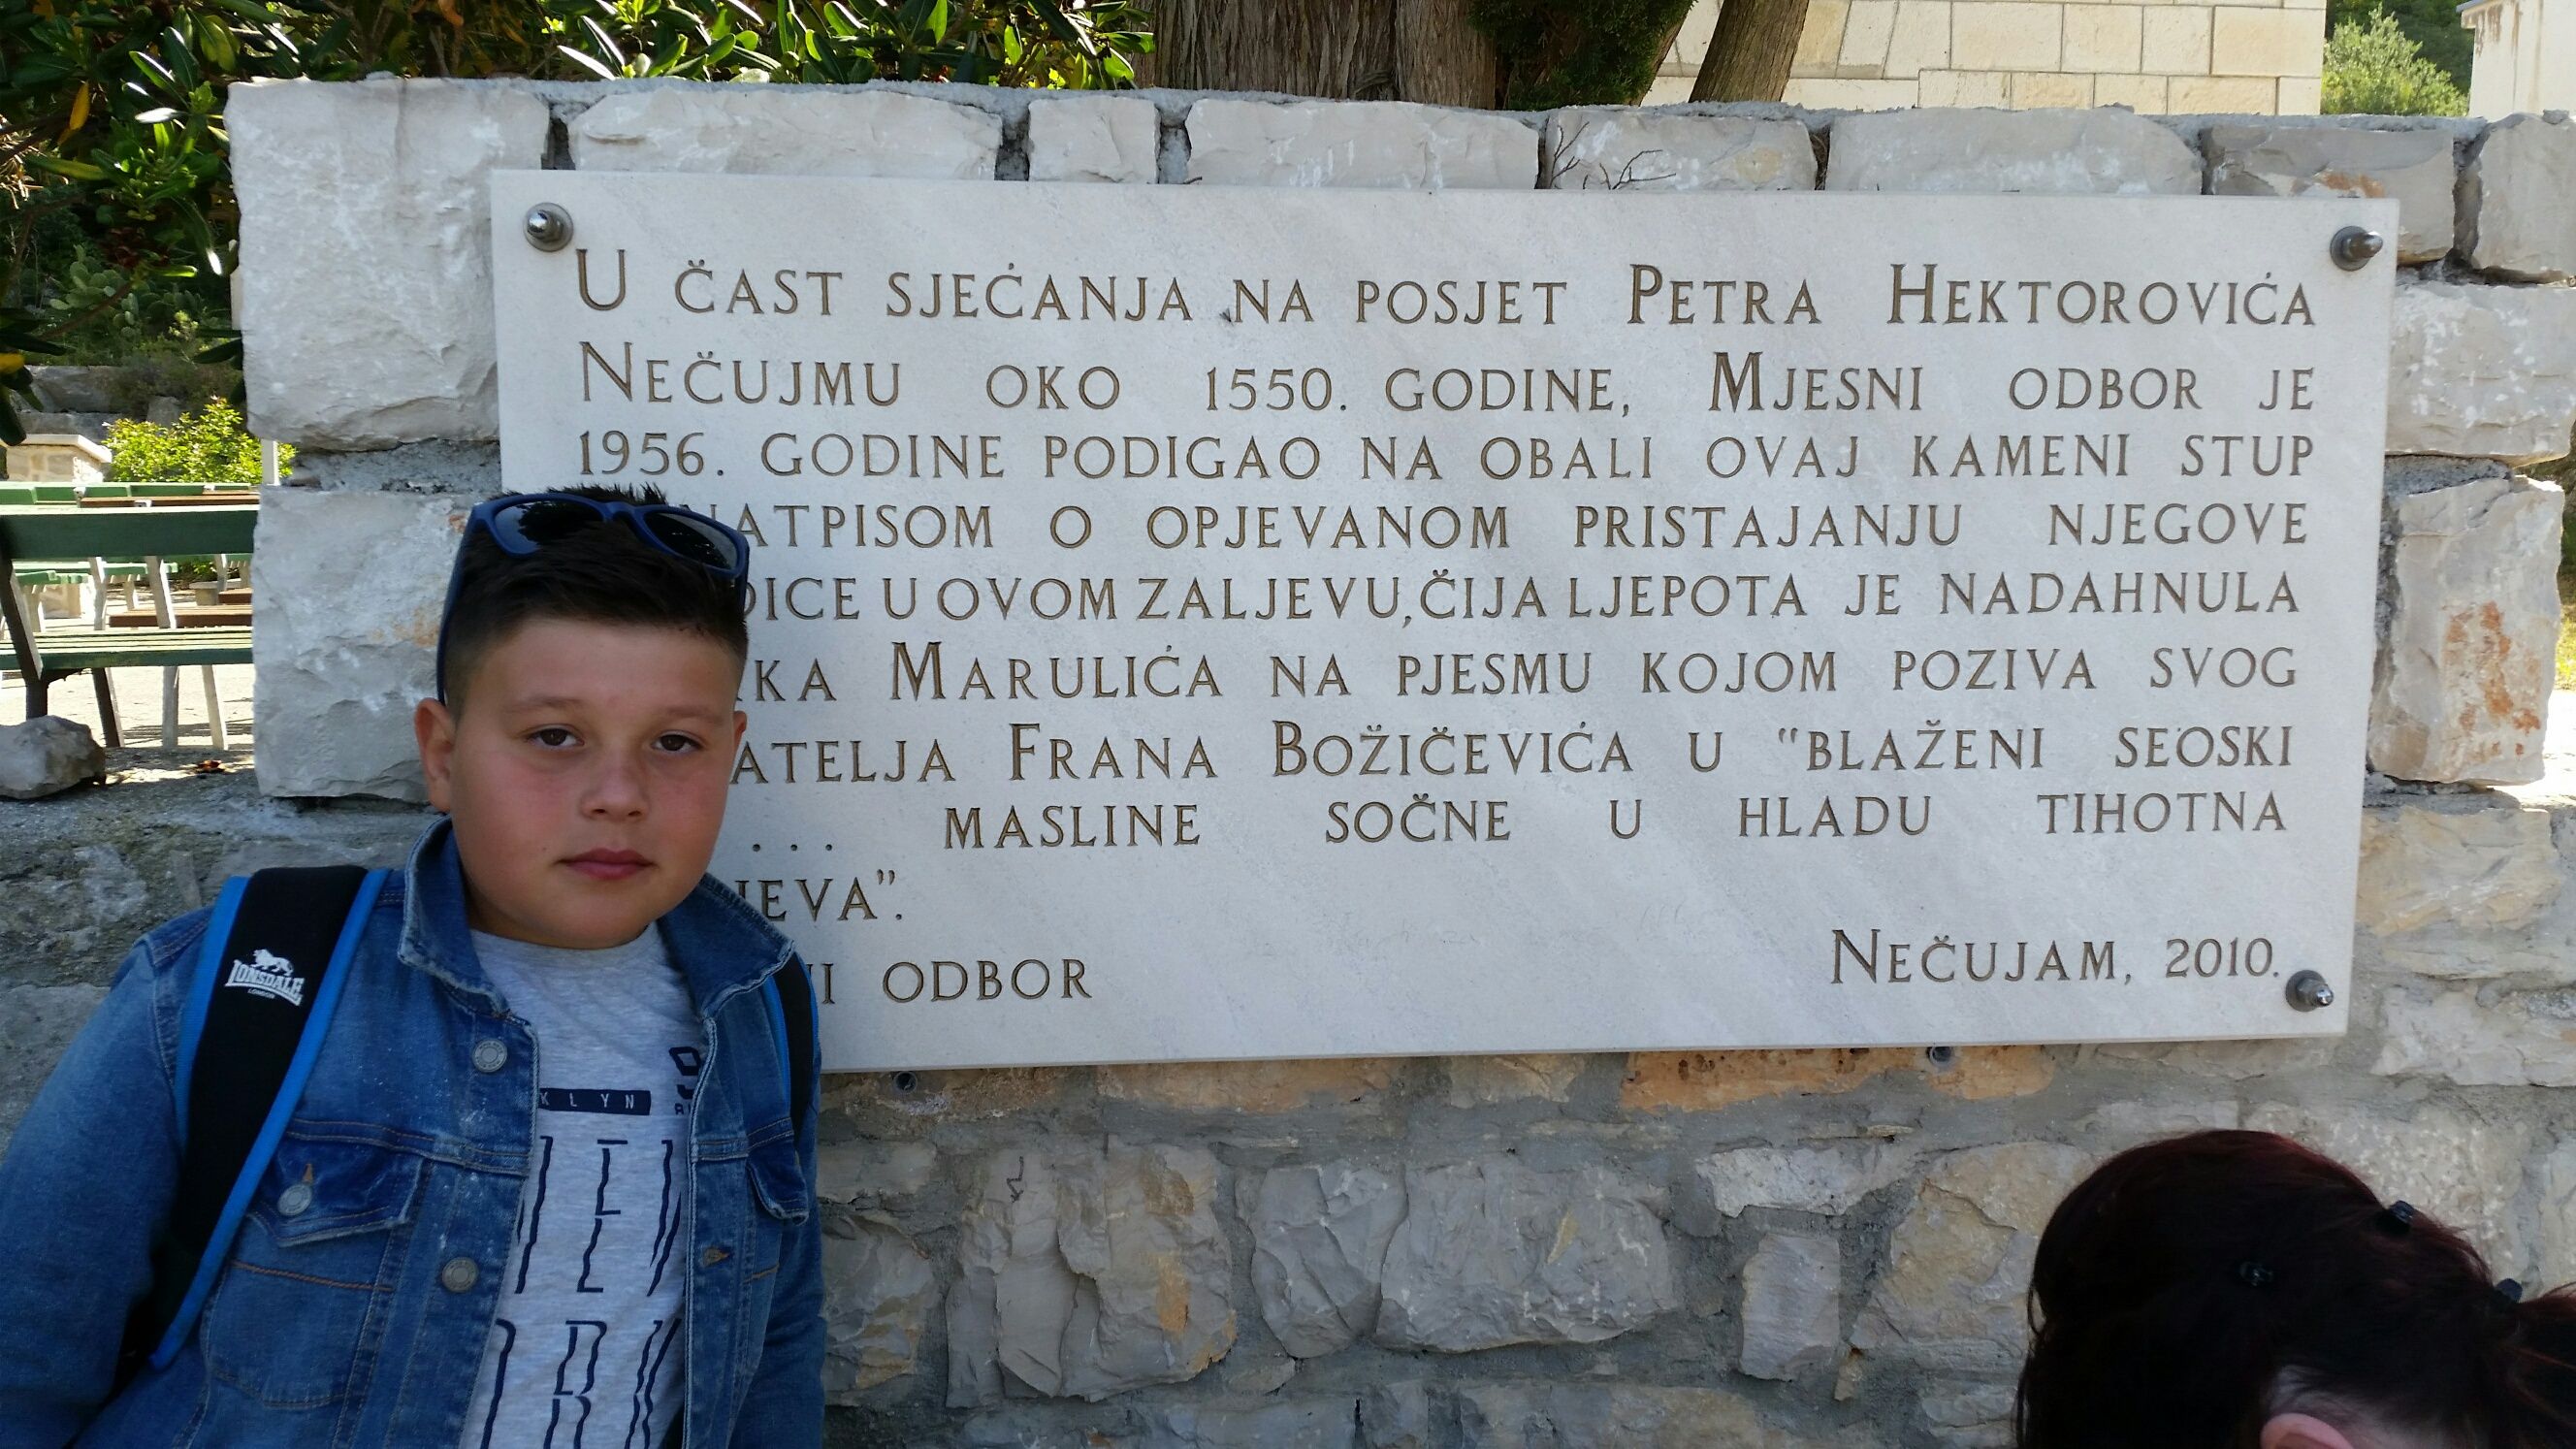 U ČAST SJEĆANJA NA POSJET PETRA HEKTOROVIĆA
NEČUJMU OKO 1550. GODINE, MJESNI ODBOR JE
1956. GODINE PODIGAO NA OBALI OVAJ KAMENI STUP
NATPISOM O OPJEVANOM PRISTAJANJU NJEGOVE
U OVOM ZALJEVU, ČIJA LJEPOTA JE NADAHNULA
MARULIĆA NA PJESMU KOJOM POZIVA SVOG
FRANA BOŽIČEVIĆA U "BLAŽENI SEOSKI
... MASLINE SOČNE U HLADU TIHOTNA
ODBOR
NEČUJAM, 2010.
LONSDALE
LONDON